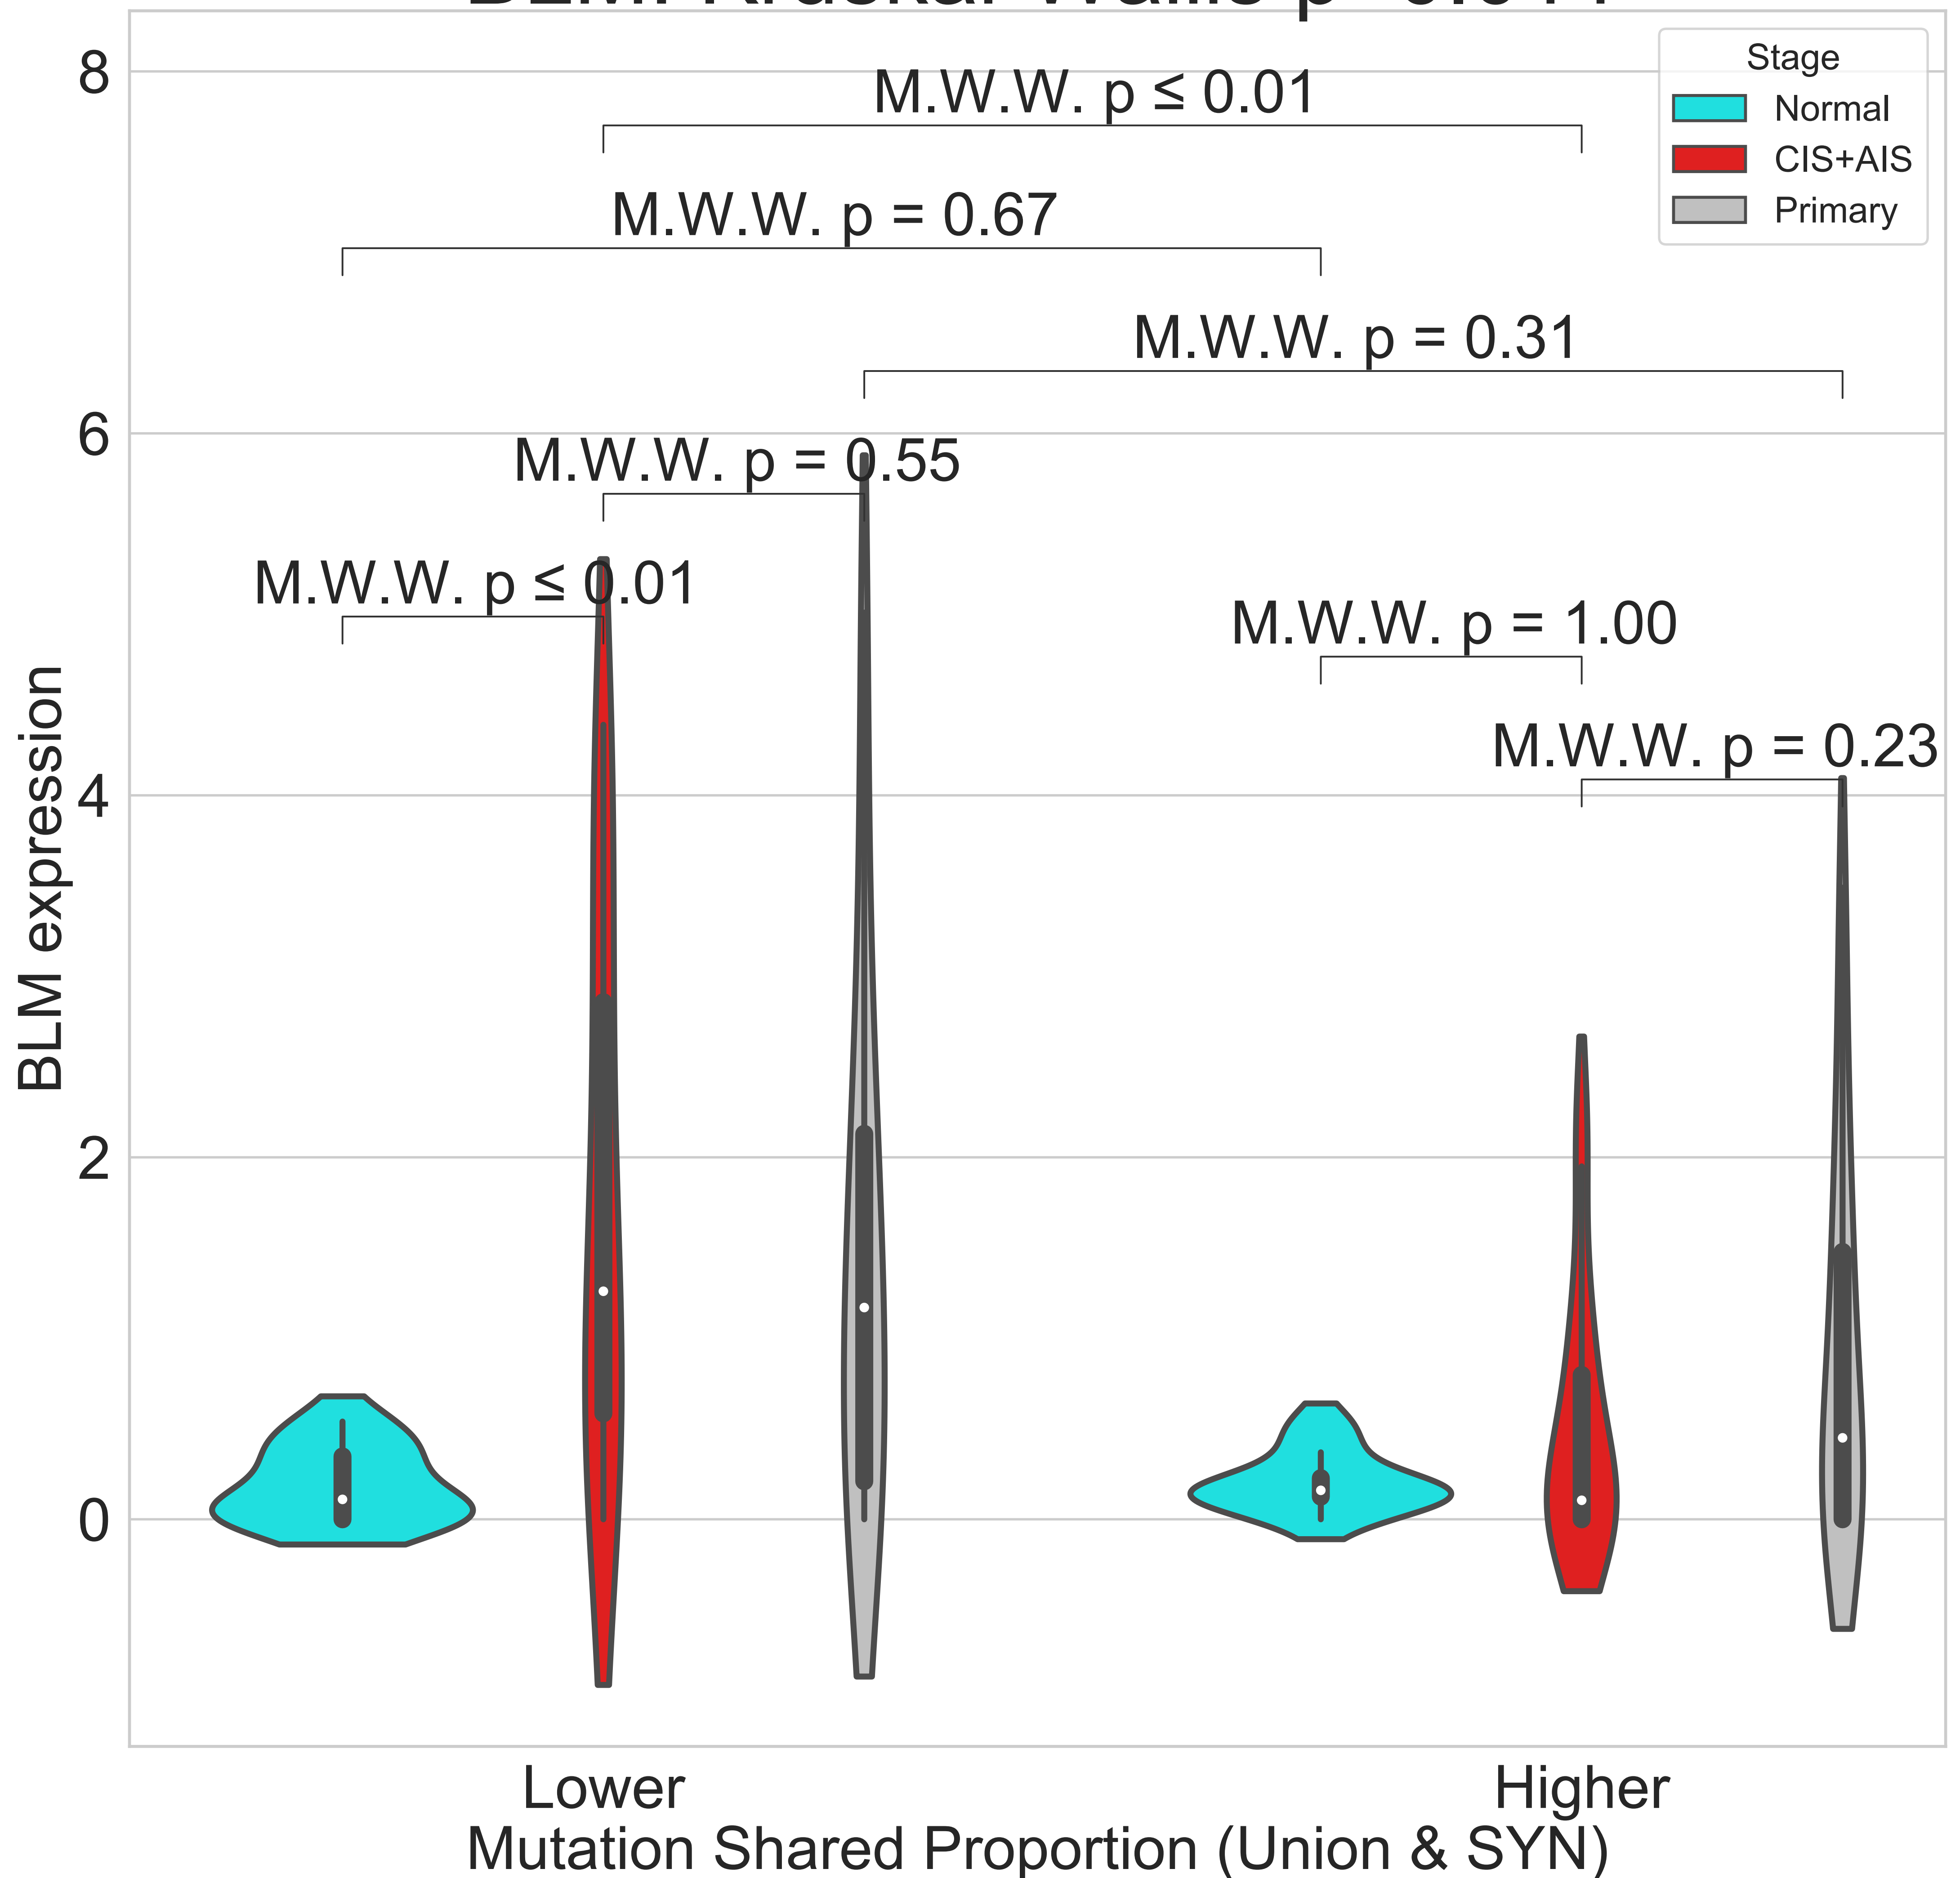 8
6
4
2
0
BLM expression
M.W.W. p ≤ 0.01
M.W.W. p = 0.67
M.W.W. p = 0.31
M.W.W. p = 0.55
M.W.W. p ≤ 0.01
M.W.W. p = 1.00
M.W.W. p = 0.23
Stage
Normal
CIS+AIS
Primary
Lower
Higher
Mutation Shared Proportion (Union & SYN)